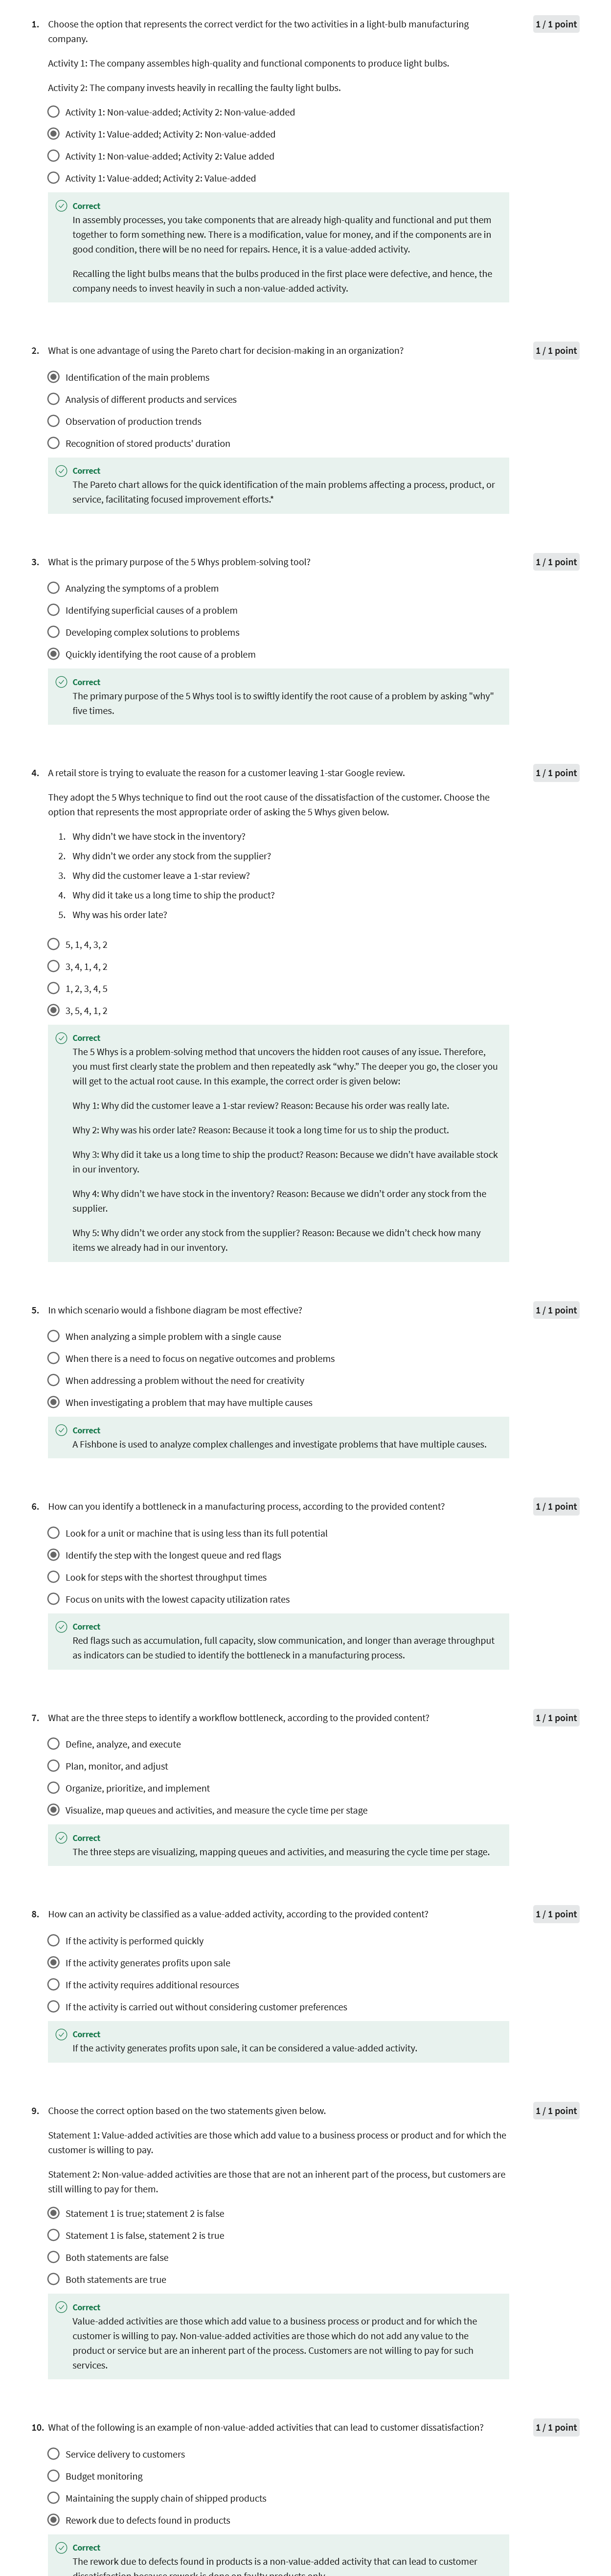 1. Choose the option that represents the correct verdict for the two activities in a light-bulb manufacturing
company.
1 / 1 point
Activity 1: The company assembles high-quality and functional components to produce light bulbs.
Activity 2: The company invests heavily in recalling the faulty light bulbs.
Activity 1: Non-value-added; Activity 2: Non-value-added
Activity 1: Value-added; Activity 2: Non-value-added
Activity 1: Non-value-added; Activity 2: Value added
Activity 1: Value-added; Activity 2: Value-added
Correct
In assembly processes, you take components that are already high-quality and functional and put them
together to form something new. There is a modification, value for money, and if the components are in
good condition, there will be no need for repairs. Hence, it is a value-added activity.
Recalling the light bulbs means that the bulbs produced in the first place were defective, and hence, the
company needs to invest heavily in such a non-value-added activity.
2. What is one advantage of using the Pareto chart for decision-making in an organization?
1 / 1 point
Identification of the main problems
Analysis of different products and services
Observation of production trends
Recognition of stored products' duration
Correct
The Pareto chart allows for the quick identification of the main problems affecting a process, product, or
service, facilitating focused improvement efforts.*
3. What is the primary purpose of the 5 Whys problem-solving tool?
1 / 1 point
Analyzing the symptoms of a problem
Identifying superficial causes of a problem
Developing complex solutions to problems
Quickly identifying the root cause of a problem
Correct
The primary purpose of the 5 Whys tool is to swiftly identify the root cause of a problem by asking "why"
five times.
4. A retail store is trying to evaluate the reason for a customer leaving 1-star Google review.
1 / 1 point
They adopt the 5 Whys technique to find out the root cause of the dissatisfaction of the customer. Choose the
option that represents the most appropriate order of asking the 5 Whys given below.
1. Why didn't we have stock in the inventory?
2. Why didn't we order any stock from the supplier?
3. Why did the customer leave a 1-star review?
4. Why did it take us a long time to ship the product?
5. Why was his order late?
5, 1, 4, 3, 2
3, 4, 1, 4, 2
1, 2, 3, 4, 5
3, 5, 4, 1, 2
Correct
The 5 Whys is a problem-solving method that uncovers the hidden root causes of any issue. Therefore,
you must first clearly state the problem and then repeatedly ask “why.” The deeper you go, the closer you
will get to the actual root cause. In this example, the correct order is given below:
Why 1: Why did the customer leave a 1-star review? Reason: Because his order was really late.
Why 2: Why was his order late? Reason: Because it took a long time for us to ship the product.
Why 3: Why did it take us a long time to ship the product? Reason: Because we didn't have available stock
in our inventory.
Why 4: Why didn't we have stock in the inventory? Reason: Because we didn't order any stock from the
supplier.
Why 5: Why didn't we order any stock from the supplier? Reason: Because we didn't check how many
items we already had in our inventory.
5. In which scenario would a fishbone diagram be most effective?
1 / 1 point
When analyzing a simple problem with a single cause
When there is a need to focus on negative outcomes and problems
When addressing a problem without the need for creativity
When investigating a problem that may have multiple causes
Correct
A Fishbone is used to analyze complex challenges and investigate problems that have multiple causes.
6. How can you identify a bottleneck in a manufacturing process, according to the provided content?
1 / 1 point
Look for a unit or machine that is using less than its full potential
Identify the step with the longest queue and red flags
Look for steps with the shortest throughput times
Focus on units with the lowest capacity utilization rates
Correct
Red flags such as accumulation, full capacity, slow communication, and longer than average throughput
as indicators can be studied to identify the bottleneck in a manufacturing process.
7. What are the three steps to identify a workflow bottleneck, according to the provided content?
1 / 1 point
Define, analyze, and execute
Plan, monitor, and adjust
Organize, prioritize, and implement
Visualize, map queues and activities, and measure the cycle time per stage
Correct
The three steps are visualizing, mapping queues and activities, and measuring the cycle time per stage.
8. How can an activity be classified as a value-added activity, according to the provided content?
1 / 1 point
If the activity is performed quickly
If the activity generates profits upon sale
If the activity requires additional resources
If the activity is carried out without considering customer preferences
Correct
If the activity generates profits upon sale, it can be considered a value-added activity.
9. Choose the correct option based on the two statements given below.
1 / 1 point
Statement 1: Value-added activities are those which add value to a business process or product and for which the
customer is willing to pay.
Statement 2: Non-value-added activities are those that are not an inherent part of the process, but customers are
still willing to pay for them.
Statement 1 is true; statement 2 is false
Statement 1 is false, statement 2 is true
Both statements are false
Both statements are true
Correct
Value-added activities are those which add value to a business process or product and for which the
customer is willing to pay. Non-value-added activities are those which do not add any value to the
product or service but are an inherent part of the process. Customers are not willing to pay for such
services.
10. What of the following is an example of non-value-added activities that can lead to customer dissatisfaction?
1 / 1 point
Service delivery to customers
Budget monitoring
Maintaining the supply chain of shipped products
Rework due to defects found in products
Correct
The rework due to defects found in products is a non-value-added activity that can lead to customer
dissatisfaction because rework is done on faulty products only.